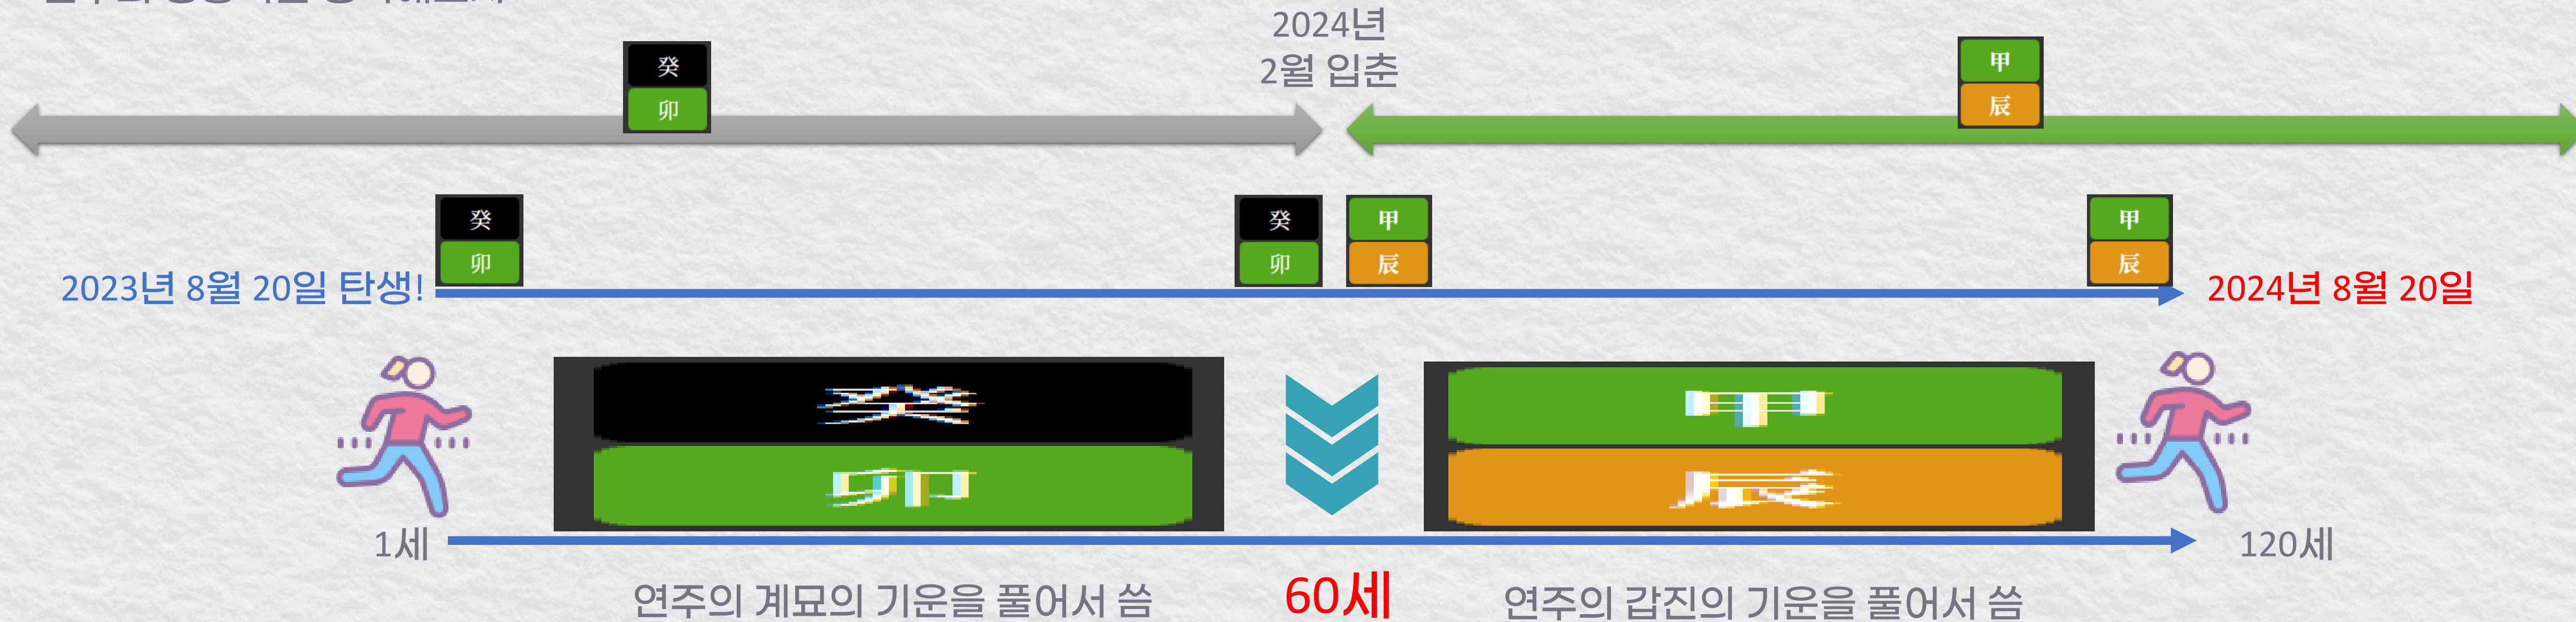 2024년
2월 입춘
癸
卯
甲
辰
癸
卯
癸
卯
甲
辰
甲
辰
2023년 8월 20일 탄생!
2024년 8월 20일
癸
卯
甲
辰
1세
120세
연주의 계묘의 기운을 풀어서 씀
60세
연주의 갑진의 기운을 풀어서 씀